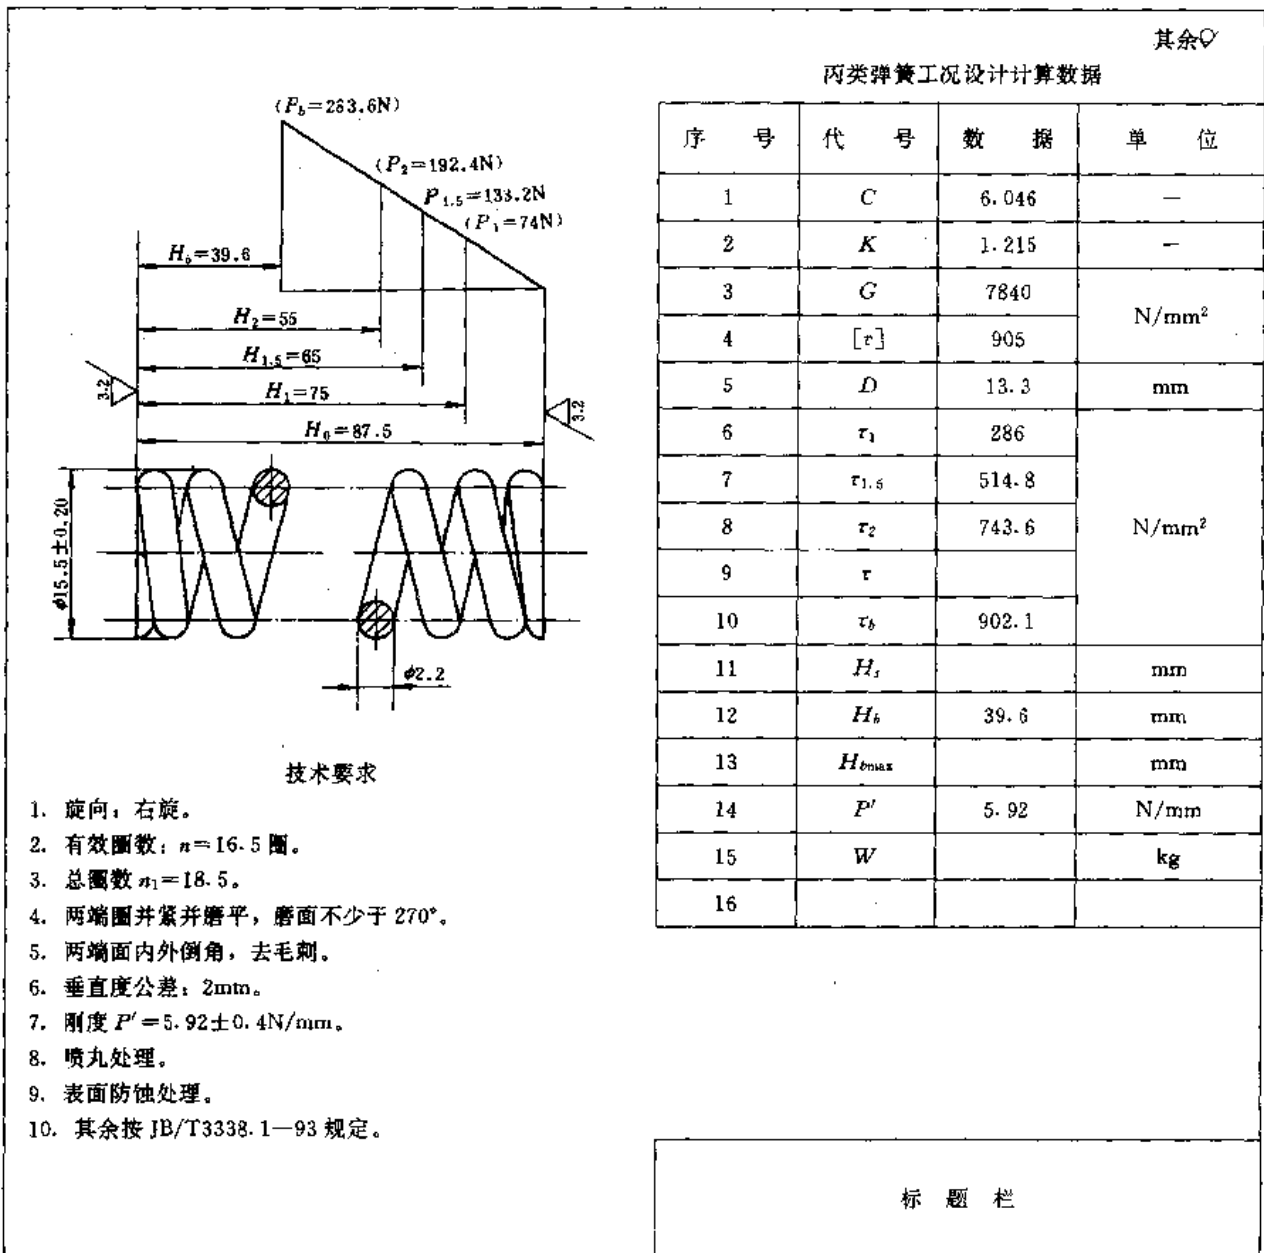 其余
丙类弹簧工况设计计算数据
(P_b=283.6N)
(P_2=192.4N)
P_{1.5}=133.2N
(P_1=74N)
H_b=39.6
H_2=55
H_{1.5}=65
H_1=75
H_0=87.5
3.2
3.2
φ15.5±0.20
φ2.2
序 号 代 号 数 据 单 位
1 C 6.046 —
2 K 1.215 —
3 G 7840 N/mm²
4 [τ] 905
5 D 13.3 mm
6 τ_1 286 N/mm²
7 τ_{1.5} 514.8
8 τ_2 743.6
9 τ
10 τ_b 902.1
11 H_s mm
12 H_b 39.6 mm
13 H_{bmax} mm
14 P′ 5.92 N/mm
15 W kg
16
技术要求
1. 旋向：右旋。
2. 有效圈数：n=16.5 圈。
3. 总圈数 n_1=18.5。
4. 两端圈并紧并磨平，磨面不少于 270°。
5. 两端面内外倒角，去毛刺。
6. 垂直度公差：2mm。
7. 刚度 P′=5.92±0.4N/mm。
8. 喷丸处理。
9. 表面防蚀处理。
10. 其余按 JB/T3338.1—93 规定。
标 题 栏